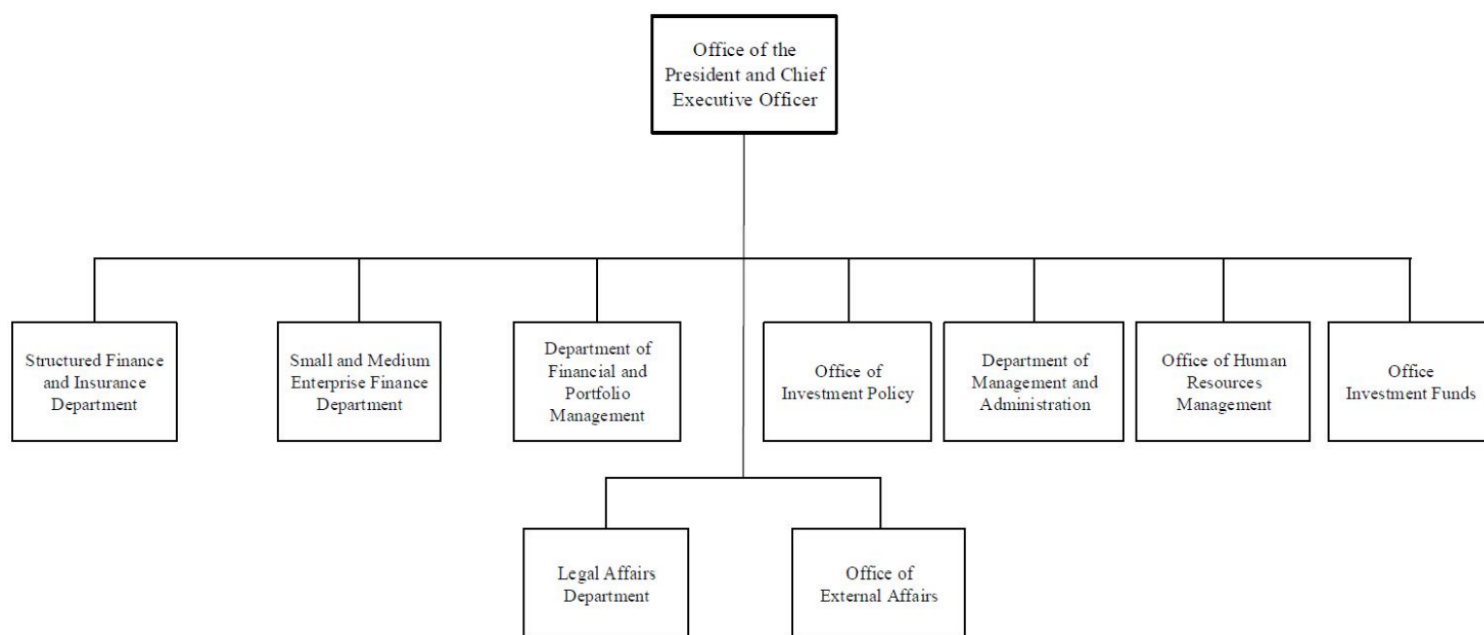 Office of the
President and Chief
Executive Officer
Structured Finance
and Insurance
Department
Small and Medium
Enterprise Finance
Department
Department of
Financial and
Portfolio
Management
Office of
Investment Policy
Department of
Management and
Administration
Office of Human
Resources
Management
Office
Investment Funds
Legal Affairs
Department
Office of
External Affairs